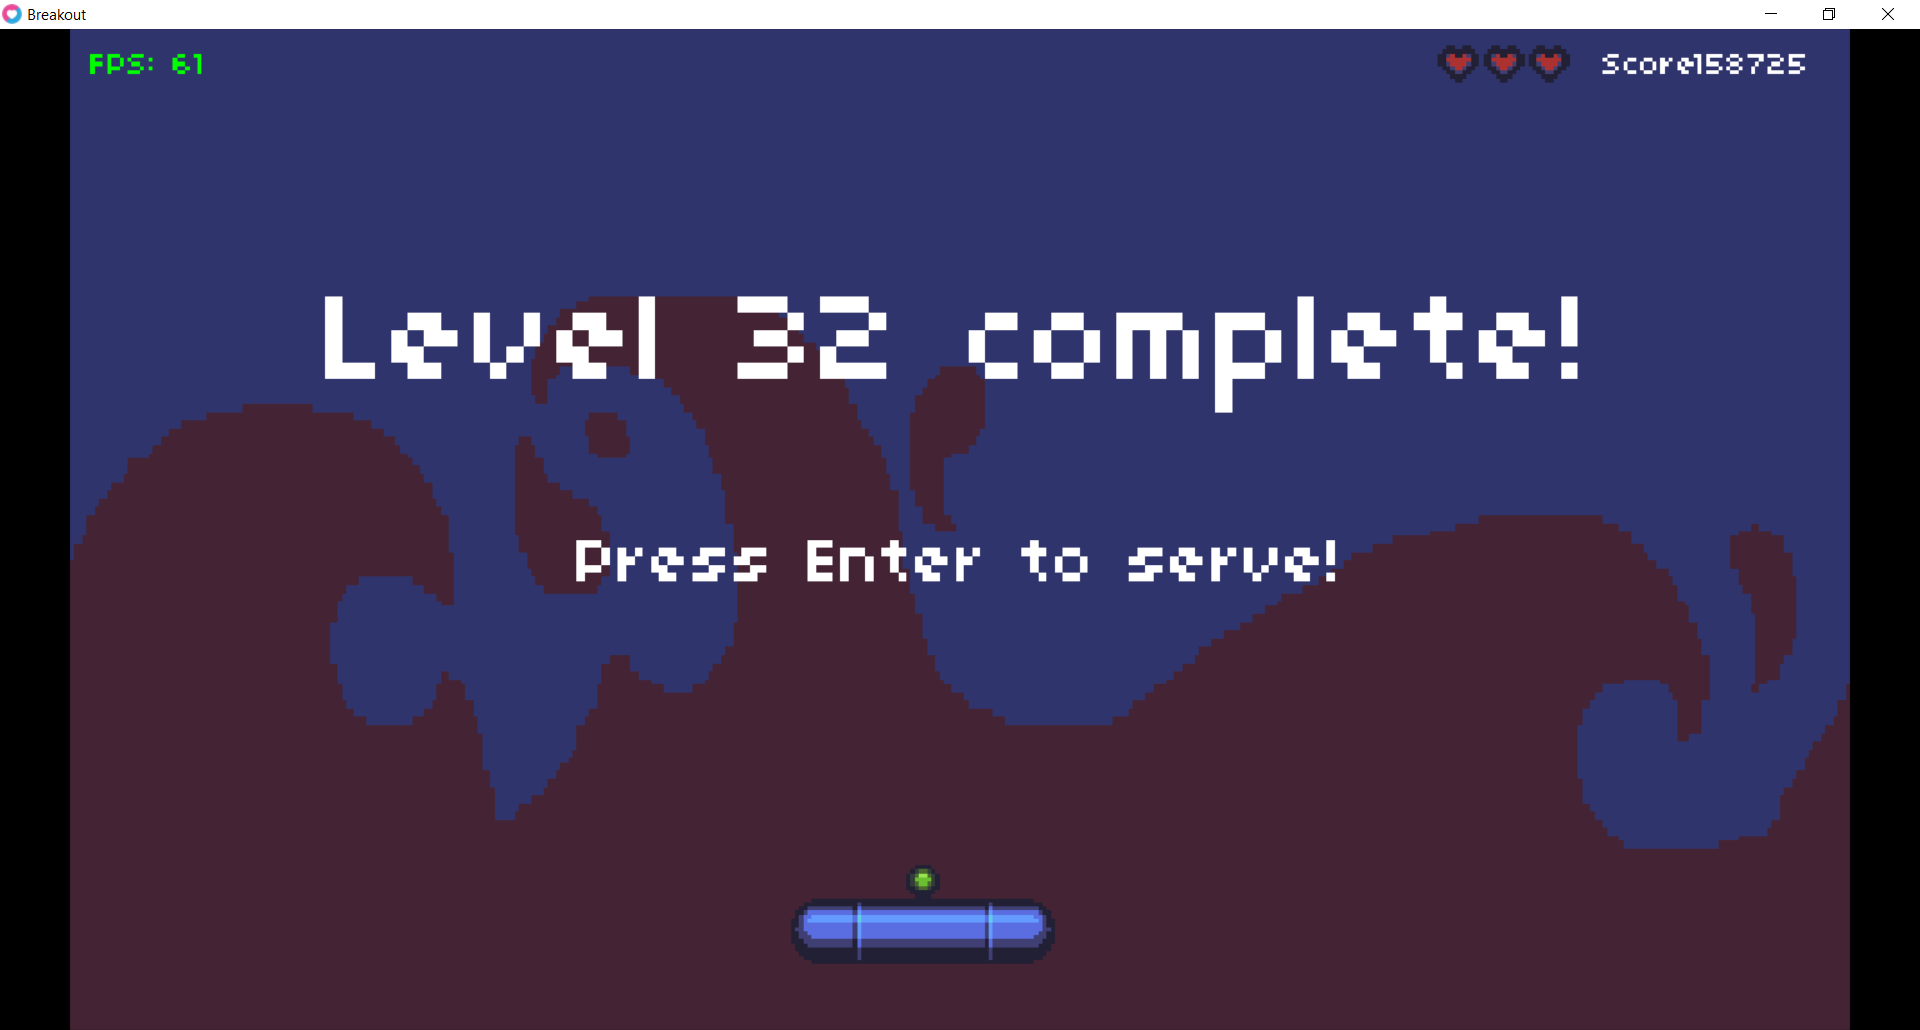 Breakout
FPS: 61 Score158725
Level 32 complete!
Press Enter to serve!